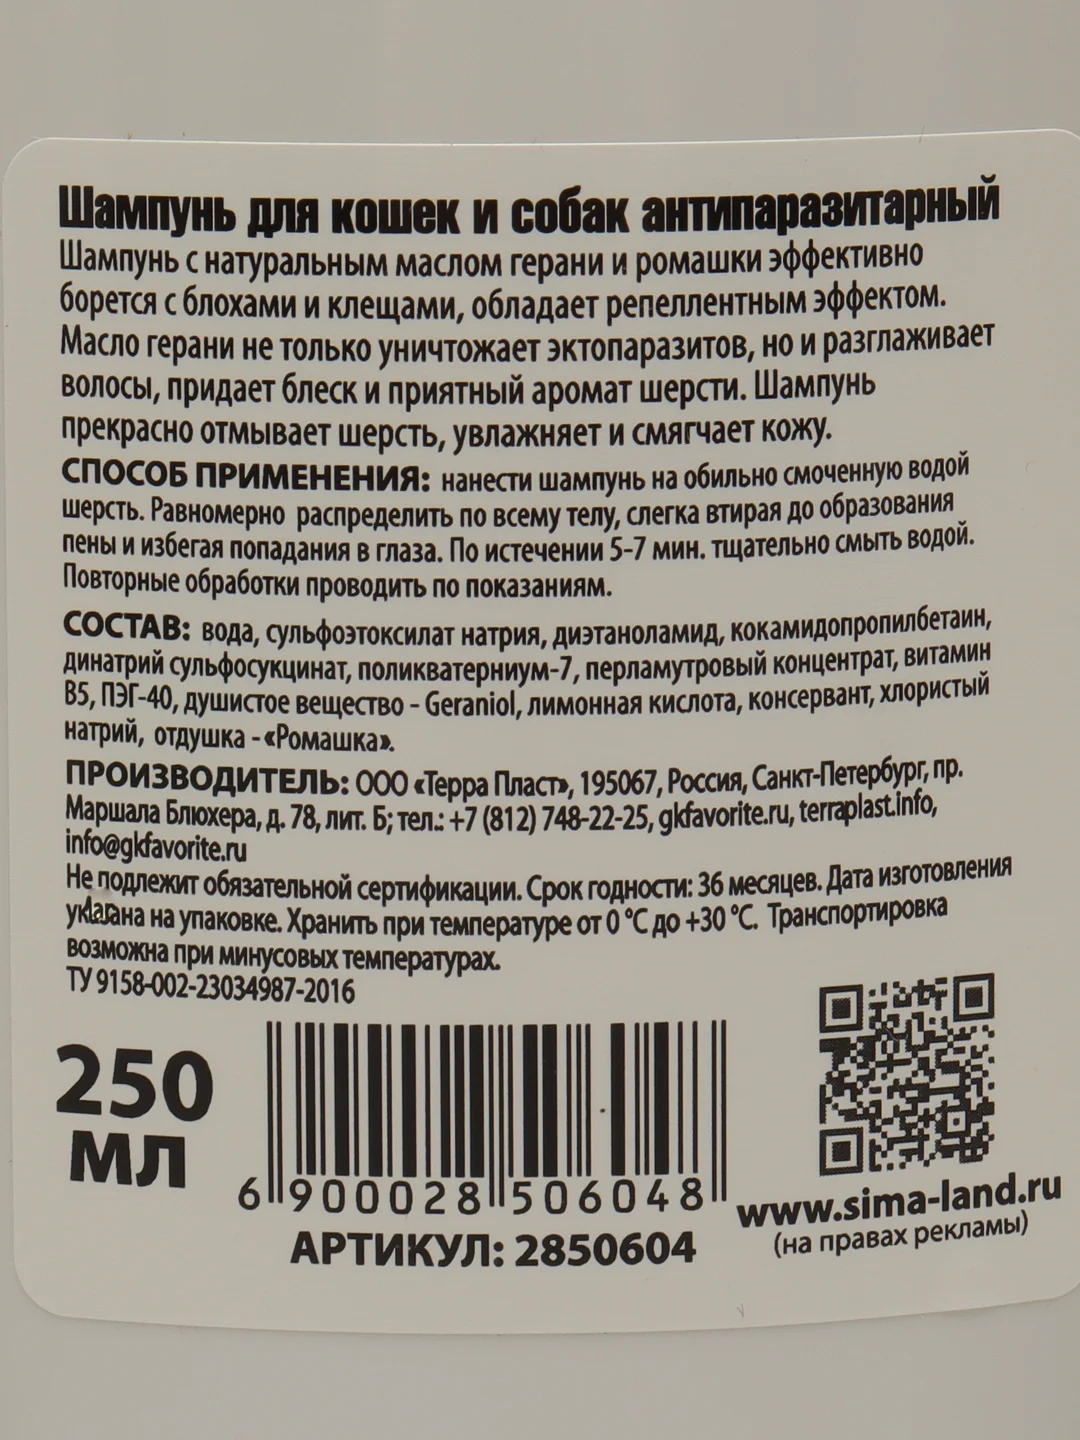 Шампунь для кошек и собак антипаразитарный
Шампунь с натуральным маслом герани и ромашки эффективно
борется с блохами и клещами, обладает репеллентным эффектом.
Масло герани не только уничтожает эктопаразитов, но и разглаживает
волосы, придает блеск и приятный аромат шерсти. Шампунь
прекрасно отмывает шерсть, увлажняет и смягчает кожу.
СПОСОБ ПРИМЕНЕНИЯ: нанести шампунь на обильно смоченную водой
шерсть. Равномерно распределить по всему телу, слегка втирая до образования
пены и избегая попадания в глаза. По истечении 5-7 мин. тщательно смыть водой.
Повторные обработки проводить по показаниям.
СОСТАВ: вода, сульфоэтоксилат натрия, диэтаноламид, кокамидопропилбетаин,
динатрий сульфосукцинат, поликватерниум-7, перламутровый концентрат, витамин
В5, ПЭГ-40, душистое вещество - Geraniol, лимонная кислота, консервант, хлористый
натрий, отдушка - «Ромашка».
ПРОИЗВОДИТЕЛЬ: ООО «Терра Пласт», 195067, Россия, Санкт-Петербург, пр.
Маршала Блюхера, д. 78, лит. Б; тел.: +7 (812) 748-22-25, gkfavorite.ru, terraplast.info,
info@gkfavorite.ru
Не подлежит обязательной сертификации. Срок годности: 36 месяцев. Дата изготовления
указана на упаковке. Хранить при температуре от 0 °С до +30 °С. Транспортировка
возможна при минусовых температурах.
ТУ 9158-002-23034987-2016
250
МЛ
6 900028 506048
АРТИКУЛ: 2850604
www.sima-land.ru
(на правах рекламы)